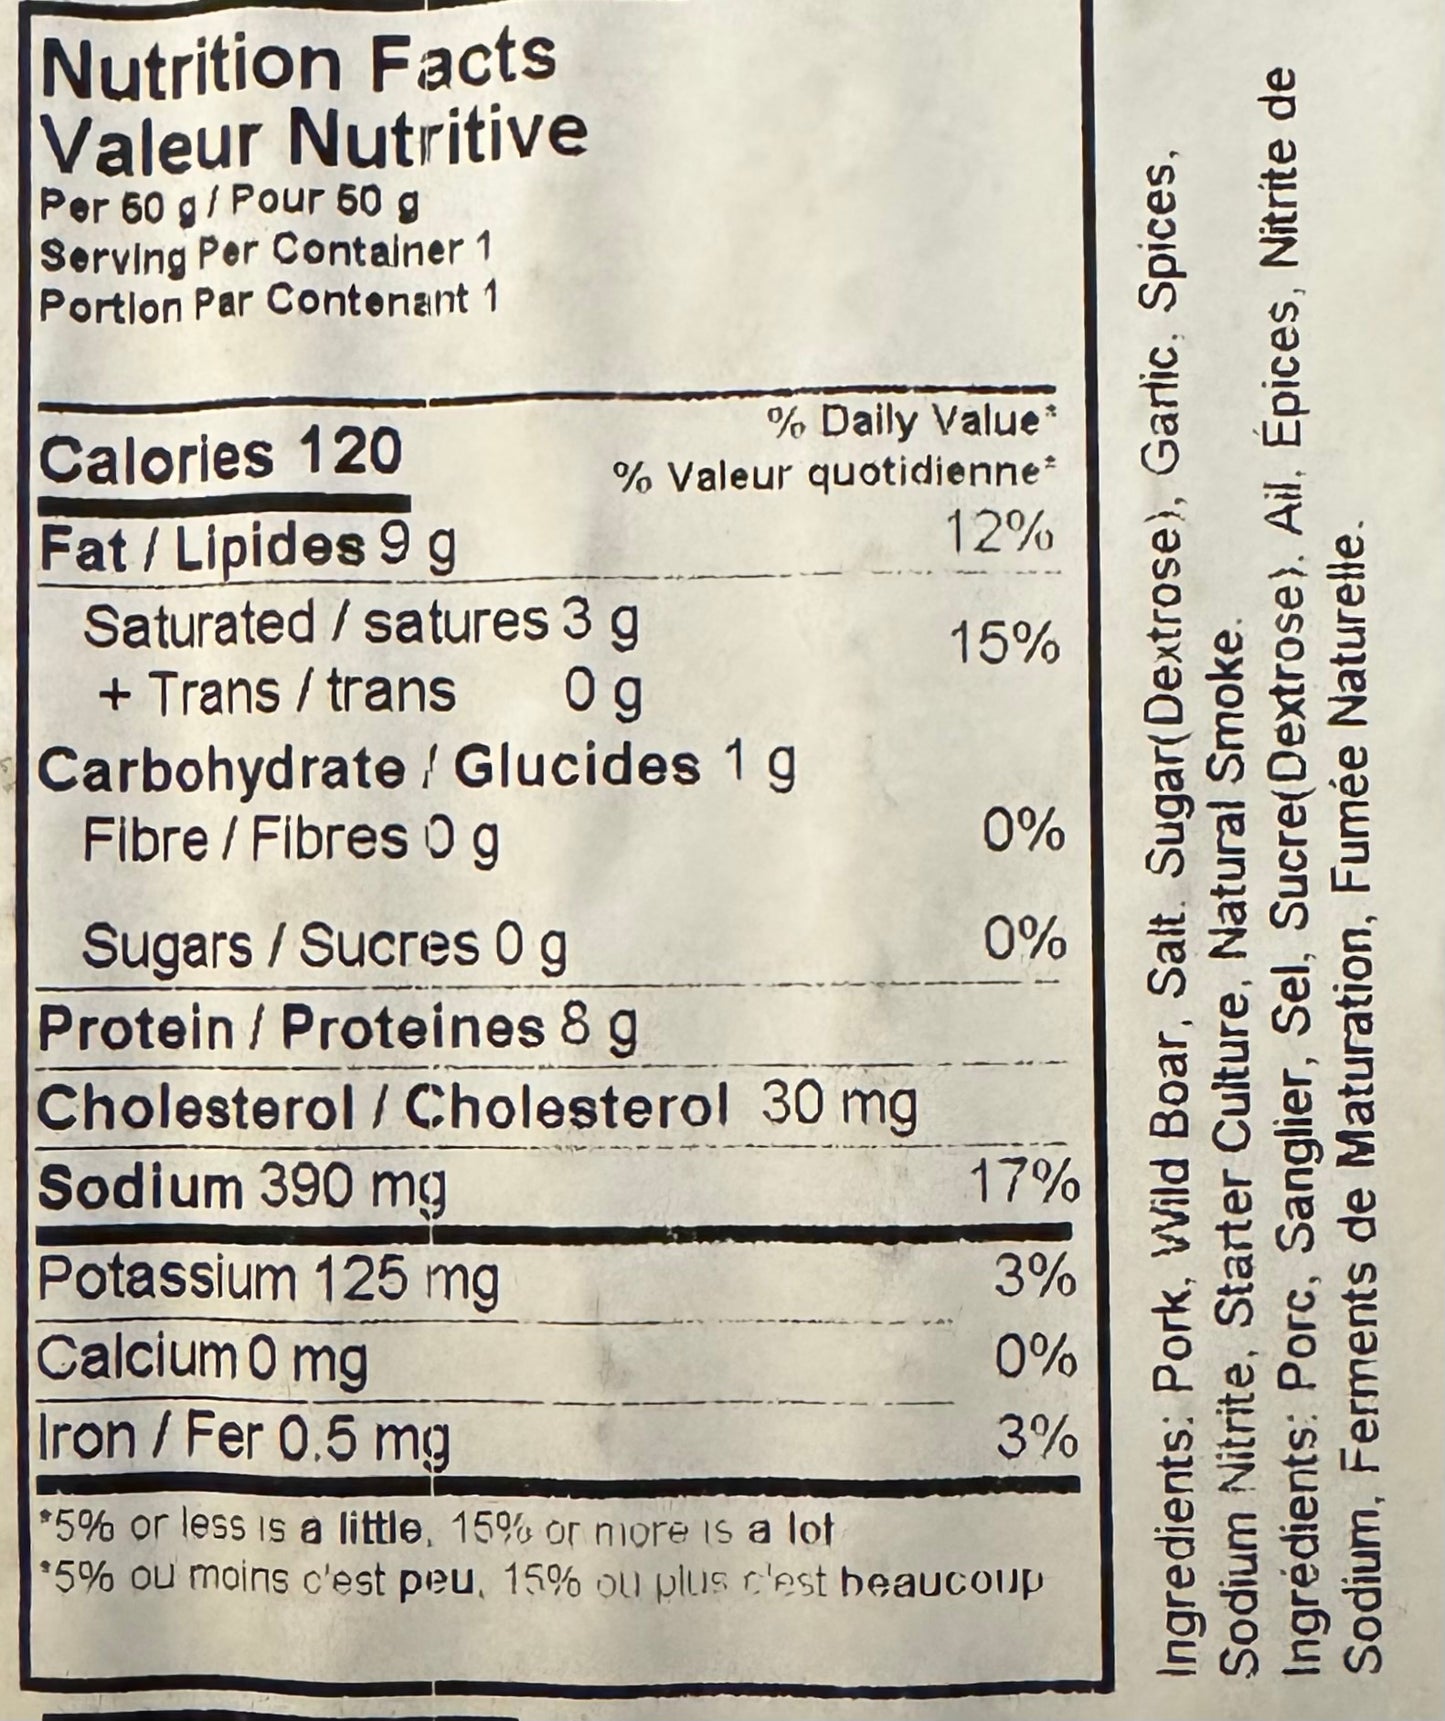 Nutrition Facts
Valeur Nutritive
Per 60 g / Pour 60 g
Serving Per Container 1
Portion Par Contenant 1
% Daily Value*
Calories 120
% Valeur quotidienne*
Fat / Lipides 9 g 12%
Saturated / satures 3 g 15%
+ Trans / trans 0 g
Carbohydrate / Glucides 1 g
Fibre / Fibres 0 g 0%
Sugars / Sucres 0 g 0%
Protein / Proteines 8 g
Cholesterol / Cholesterol 30 mg
Sodium 390 mg 17%
Potassium 125 mg 3%
Calcium 0 mg 0%
Iron / Fer 0.5 mg 3%
*5% or less is a little, 15% or more is a lot
*5% ou moins c'est peu, 15% ou plus c'est beaucoup
Ingredients: Pork, Wild Boar, Salt. Sugar(Dextrose), Garlic, Spices,
Sodium Nitrite, Starter Culture, Natural Smoke.
Ingrédients: Porc, Sanglier, Sel, Sucre(Dextrose), Ail, Épices, Nitrite de
Sodium, Ferments de Maturation, Fumée Naturelle.